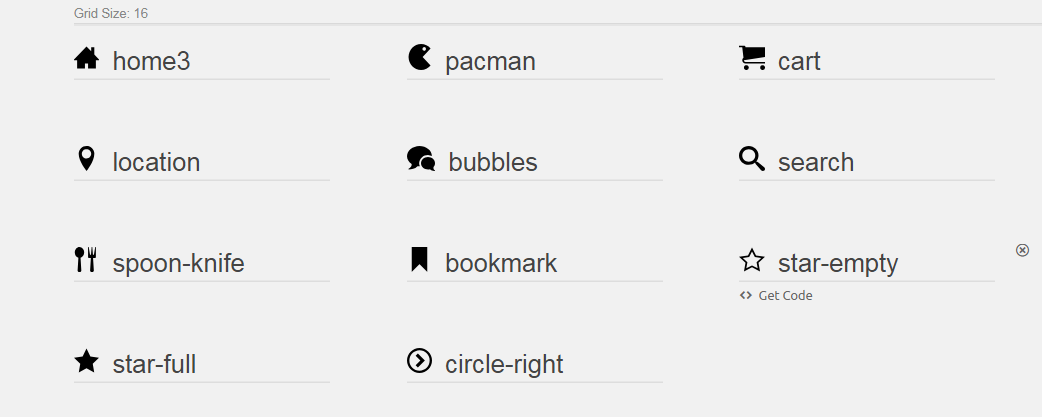 Grid Size: 16
home3
pacman
cart
location
bubbles
search
spoon-knife
bookmark
star-empty
Get Code
star-full
circle-right